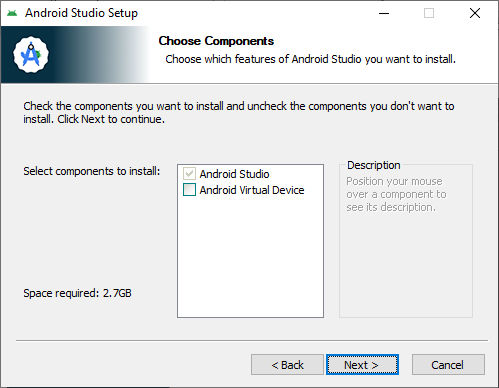 Android Studio Setup
Choose Components
Choose which features of Android Studio you want to install.
Check the components you want to install and uncheck the components you don't want to
install. Click Next to continue.
Select components to install:
Android Studio
Android Virtual Device
Description
Position your mouse
over a component to
see its description.
Space required: 2.7GB
< Back
Next >
Cancel